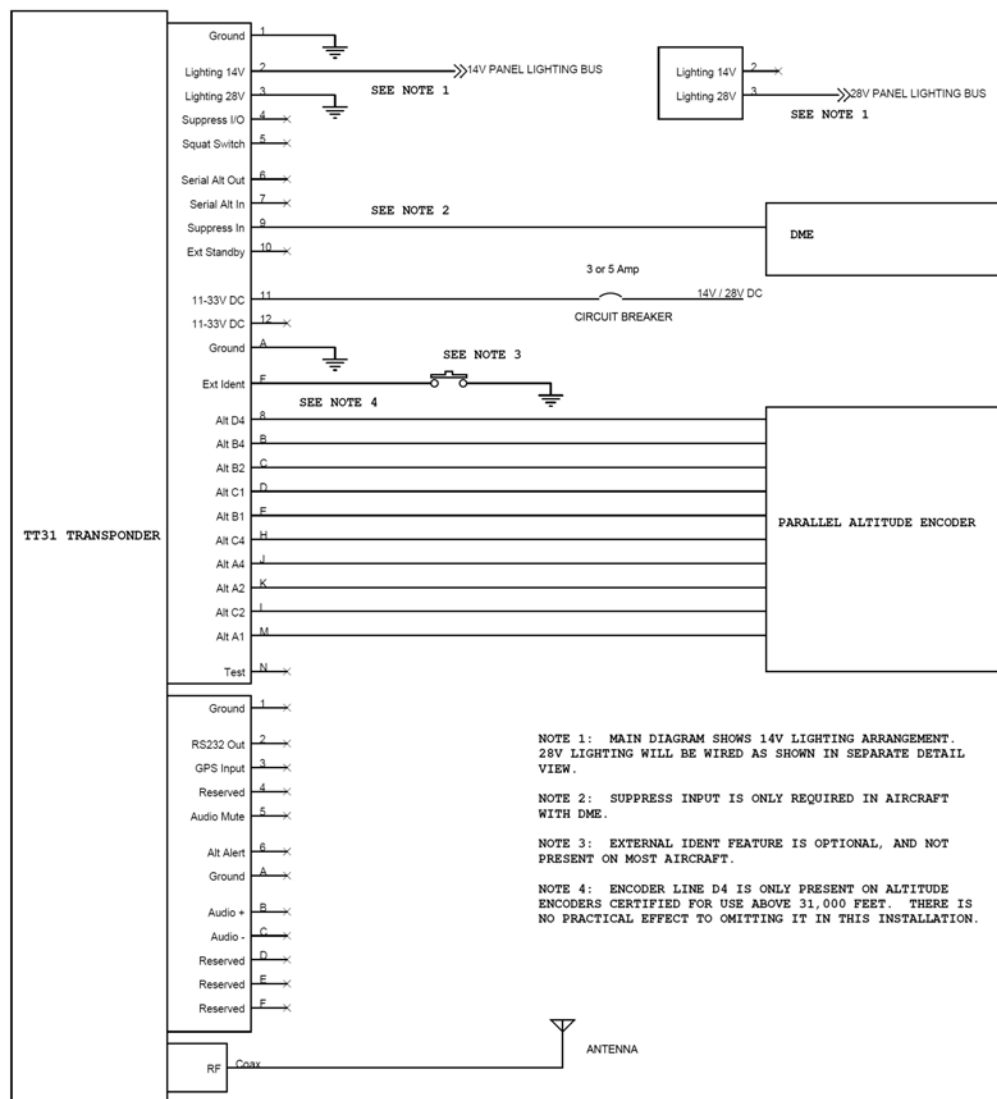 TT31 TRANSPONDER
Ground 1
Lighting 14V 2
14V PANEL LIGHTING BUS
SEE NOTE 1
Lighting 28V 3
Suppress I/O 4
Squat Switch 5
Serial Alt Out 6
Serial Alt In 7
Suppress In 9
SEE NOTE 2
Ext Standby 10
11-33V DC 11
3 or 5 Amp
CIRCUIT BREAKER
14V / 28V DC
11-33V DC 12
Ground A
Ext Ident F
SEE NOTE 3
SEE NOTE 4
Alt D4 8
Alt B4 B
Alt B2 C
Alt C1 D
Alt B1 E
Alt C4 H
Alt A4 J
Alt A2 K
Alt C2 L
Alt A1 M
Test N
Lighting 14V 2
Lighting 28V 3
28V PANEL LIGHTING BUS
SEE NOTE 1
DME
PARALLEL ALTITUDE ENCODER
Ground 1
RS232 Out 2
GPS Input 3
Reserved 4
Audio Mute 5
Alt Alert 6
Ground A
Audio + B
Audio - C
Reserved D
Reserved E
Reserved F
RF Coax
ANTENNA
NOTE 1: MAIN DIAGRAM SHOWS 14V LIGHTING ARRANGEMENT.
28V LIGHTING WILL BE WIRED AS SHOWN IN SEPARATE DETAIL
VIEW.
NOTE 2: SUPPRESS INPUT IS ONLY REQUIRED IN AIRCRAFT
WITH DME.
NOTE 3: EXTERNAL IDENT FEATURE IS OPTIONAL, AND NOT
PRESENT ON MOST AIRCRAFT.
NOTE 4: ENCODER LINE D4 IS ONLY PRESENT ON ALTITUDE
ENCODERS CERTIFIED FOR USE ABOVE 31,000 FEET. THERE IS
NO PRACTICAL EFFECT TO OMITTING IT IN THIS INSTALLATION.